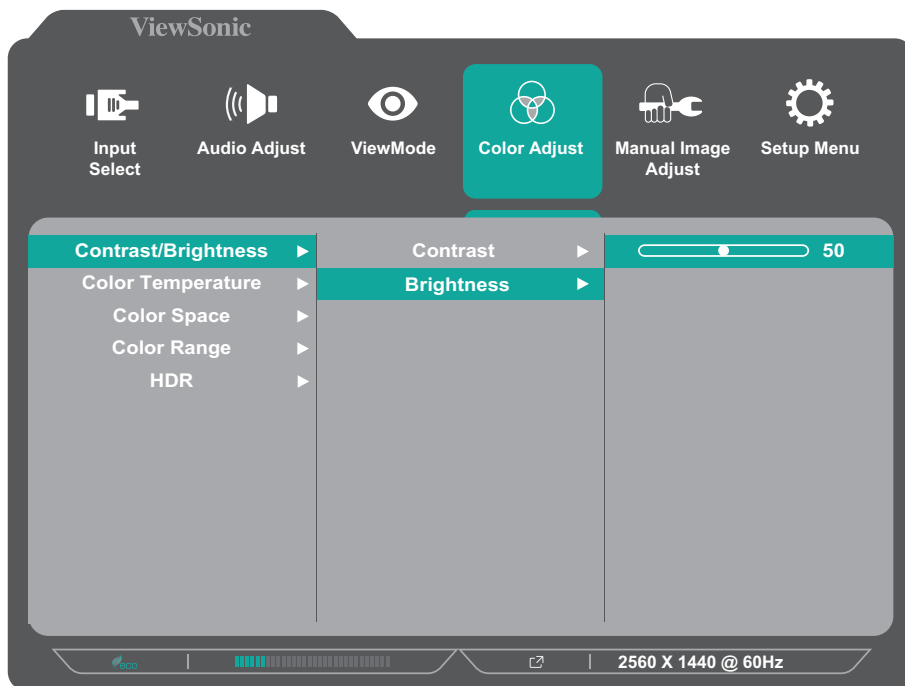 ViewSonic
Input
Select
Audio Adjust
ViewMode
Color Adjust
Manual Image
Adjust
Setup Menu
Contrast/Brightness
Color Temperature
Color Space
Color Range
HDR
Contrast
Brightness
50
eco
2560 X 1440 @ 60Hz